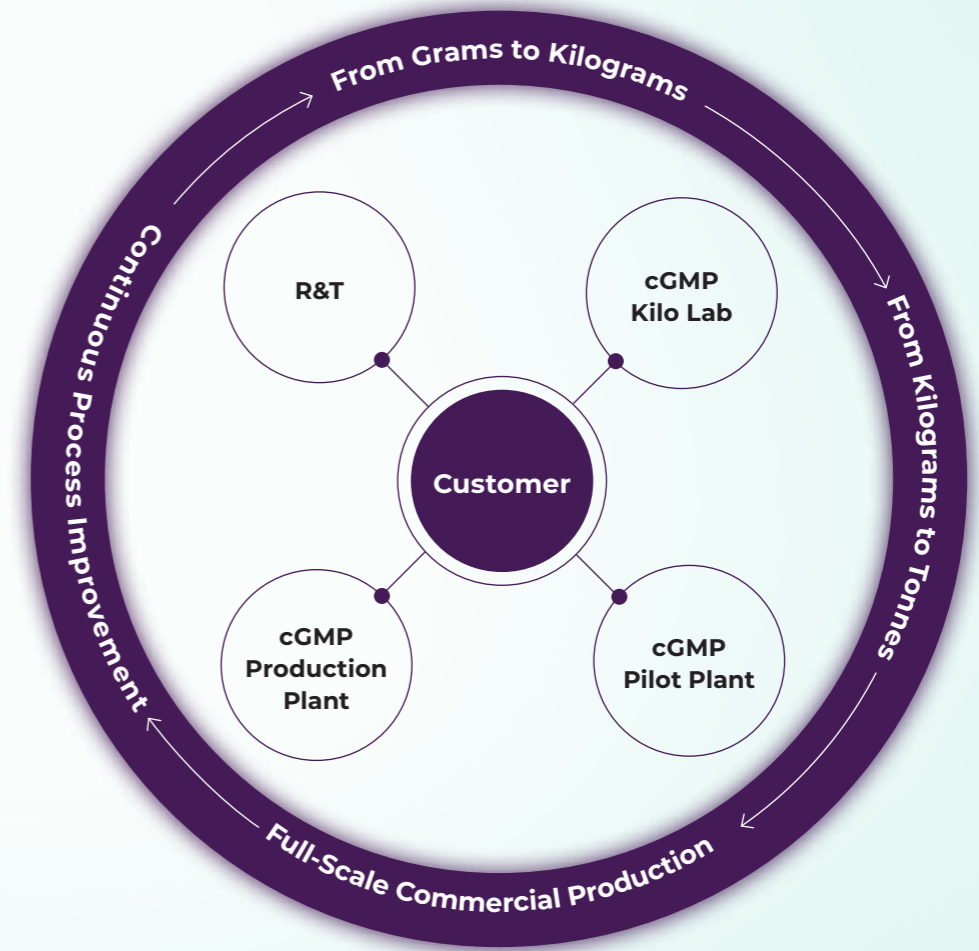 From Grams to Kilograms
From Kilograms to Tonnes
Full-Scale Commercial Production
Continuous Process Improvement
R&T
cGMP
Kilo Lab
Customer
cGMP
Production
Plant
cGMP
Pilot Plant